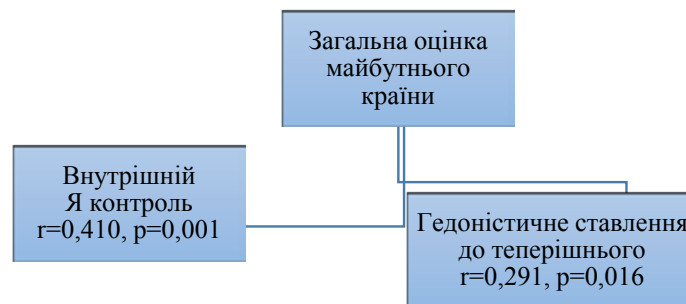 Загальна оцінка
майбутнього
країни
Внутрішній
Я контроль
r=0,410, p=0,001
Гедоністичне ставлення
до теперішнього
r=0,291, p=0,016